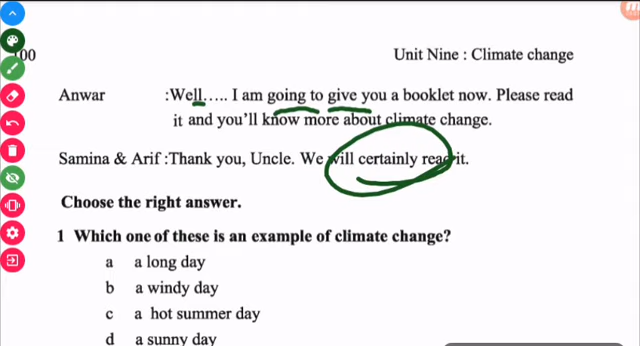 00 Unit Nine : Climate change
Anwar :Well….. I am going to give you a booklet now. Please read
it and you’ll know more about climate change.
Samina & Arif :Thank you, Uncle. We will certainly read it.
Choose the right answer.
1 Which one of these is an example of climate change?
a a long day
b a windy day
c a hot summer day
d a sunny day